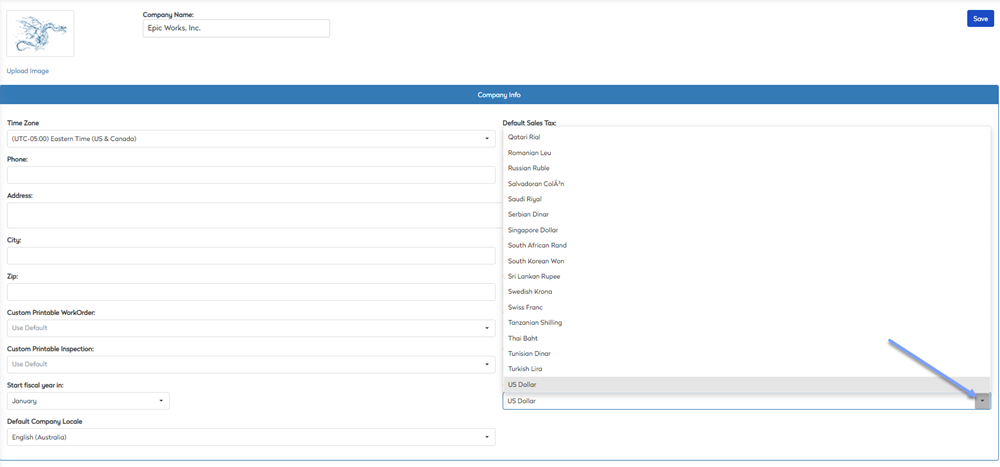 Company Name:
Epic Works, Inc.
Save
Upload Image
Company Info
Time Zone
(UTC-05:00) Eastern Time (US & Canada)
Phone:
Address:
City:
Zip:
Custom Printable WorkOrder:
Use Default
Custom Printable Inspection:
Use Default
Start fiscal year in:
January
Default Company Locale
English (Australia)
Default Sales Tax:
Qatari Rial
Romanian Leu
Russian Ruble
Salvadoran ColÃ³n
Saudi Riyal
Serbian Dinar
Singapore Dollar
South African Rand
South Korean Won
Sri Lankan Rupee
Swedish Krona
Swiss Franc
Tanzanian Shilling
Thai Baht
Tunisian Dinar
Turkish Lira
US Dollar
US Dollar